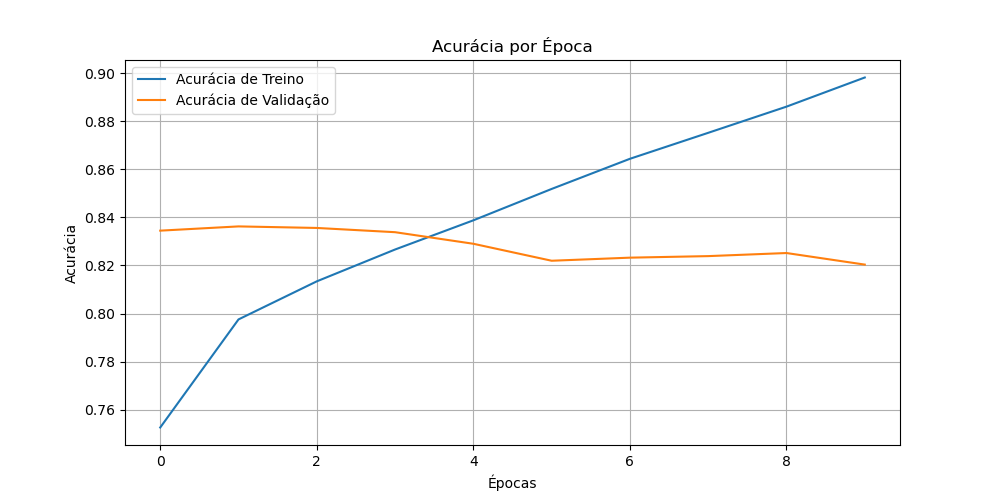 Acurácia por Época
Acurácia de Treino
Acurácia de Validação
Acurácia
0.90
0.88
0.86
0.84
0.82
0.80
0.78
0.76
0
2
4
6
8
Épocas